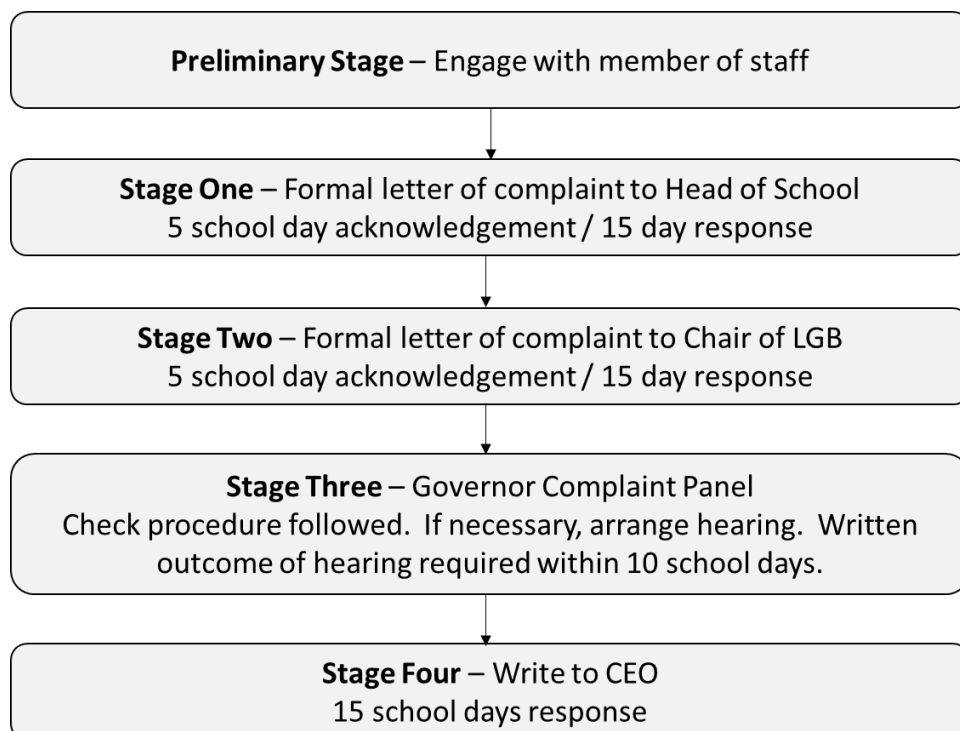 Preliminary Stage – Engage with member of staff
Stage One – Formal letter of complaint to Head of School
5 school day acknowledgement / 15 day response
Stage Two – Formal letter of complaint to Chair of LGB
5 school day acknowledgement / 15 day response
Stage Three – Governor Complaint Panel
Check procedure followed.  If necessary, arrange hearing.  Written
outcome of hearing required within 10 school days.
Stage Four – Write to CEO
15 school days response